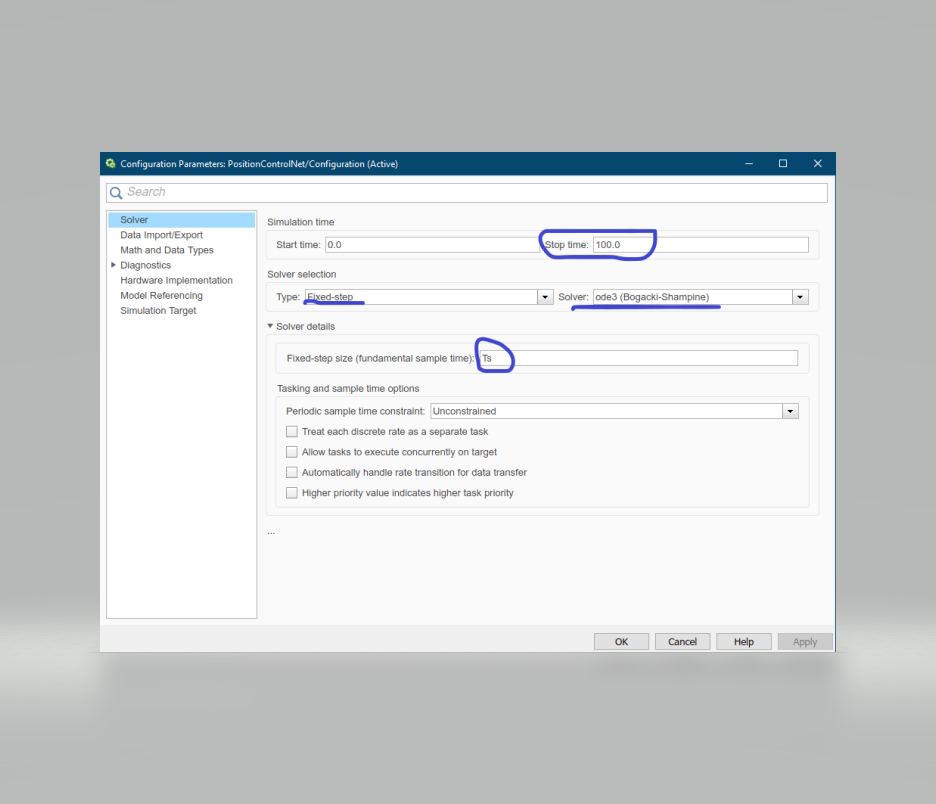 Configuration Parameters: PositionControlNet/Configuration (Active)
Search
Solver
Data Import/Export
Math and Data Types
Diagnostics
Hardware Implementation
Model Referencing
Simulation Target
Simulation time
Start time: 0.0 Stop time: 100.0
Solver selection
Type: Fixed-step Solver: ode3 (Bogacki-Shampine)
Solver details
Fixed-step size (fundamental sample time): Ts
Tasking and sample time options
Periodic sample time constraint: Unconstrained
Treat each discrete rate as a separate task
Allow tasks to execute concurrently on target
Automatically handle rate transition for data transfer
Higher priority value indicates higher task priority
...
OK Cancel Help Apply